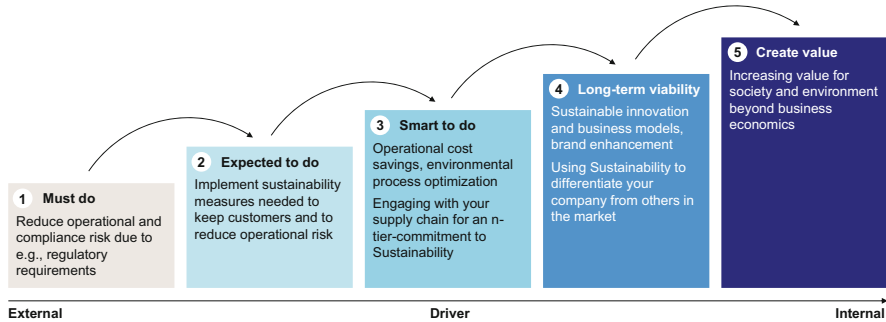 1 Must do
Reduce operational and
compliance risk due to
e.g., regulatory
requirements
2 Expected to do
Implement sustainability
measures needed to
keep customers and to
reduce operational risk
3 Smart to do
Operational cost
savings, environmental
process optimization
Engaging with your
supply chain for an n-
tier-commitment to
Sustainability
4 Long-term viability
Sustainable innovation
and business models,
brand enhancement
Using Sustainability to
differentiate your
company from others in
the market
5 Create value
Increasing value for
society and environment
beyond business
economics
External Driver Internal